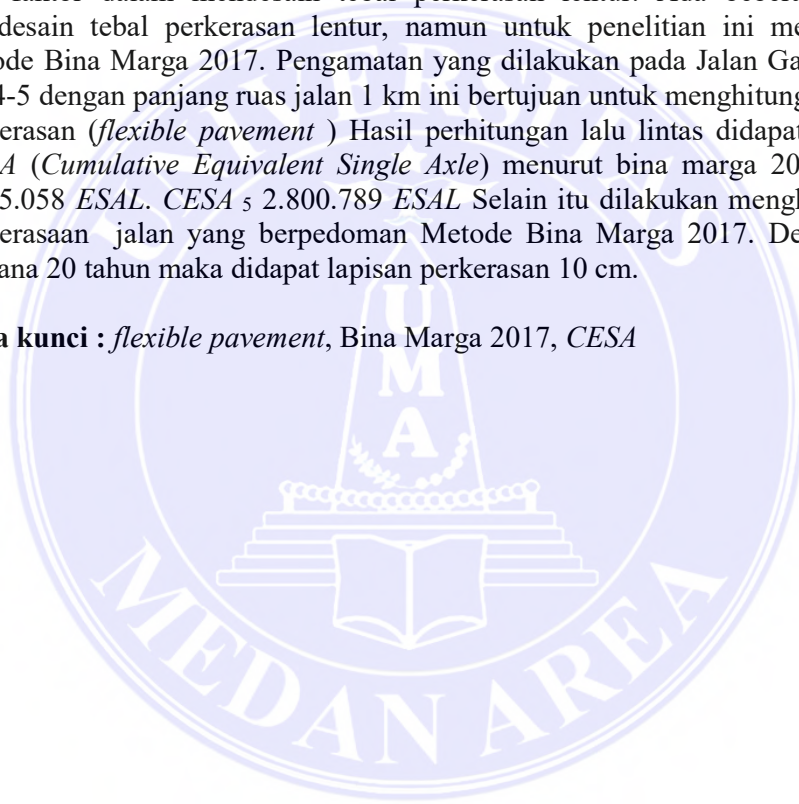 desain tebal perkerasan lentur, namun untuk penelitian ini me
ode Bina Marga 2017. Pengamatan yang dilakukan pada Jalan Ga
4-5 dengan panjang ruas jalan 1 km ini bertujuan untuk menghitung
erasan (flexible pavement ) Hasil perhitungan lalu lintas didapat
A (Cumulative Equivalent Single Axle) menurut bina marga 20
5.058 ESAL. CESA 5 2.800.789 ESAL Selain itu dilakukan mengh
erasaan jalan yang berpedoman Metode Bina Marga 2017. De
ana 20 tahun maka didapat lapisan perkerasan 10 cm.
a kunci : flexible pavement, Bina Marga 2017, CESA
UNIVERSITAS
UMA
MEDAN AREA